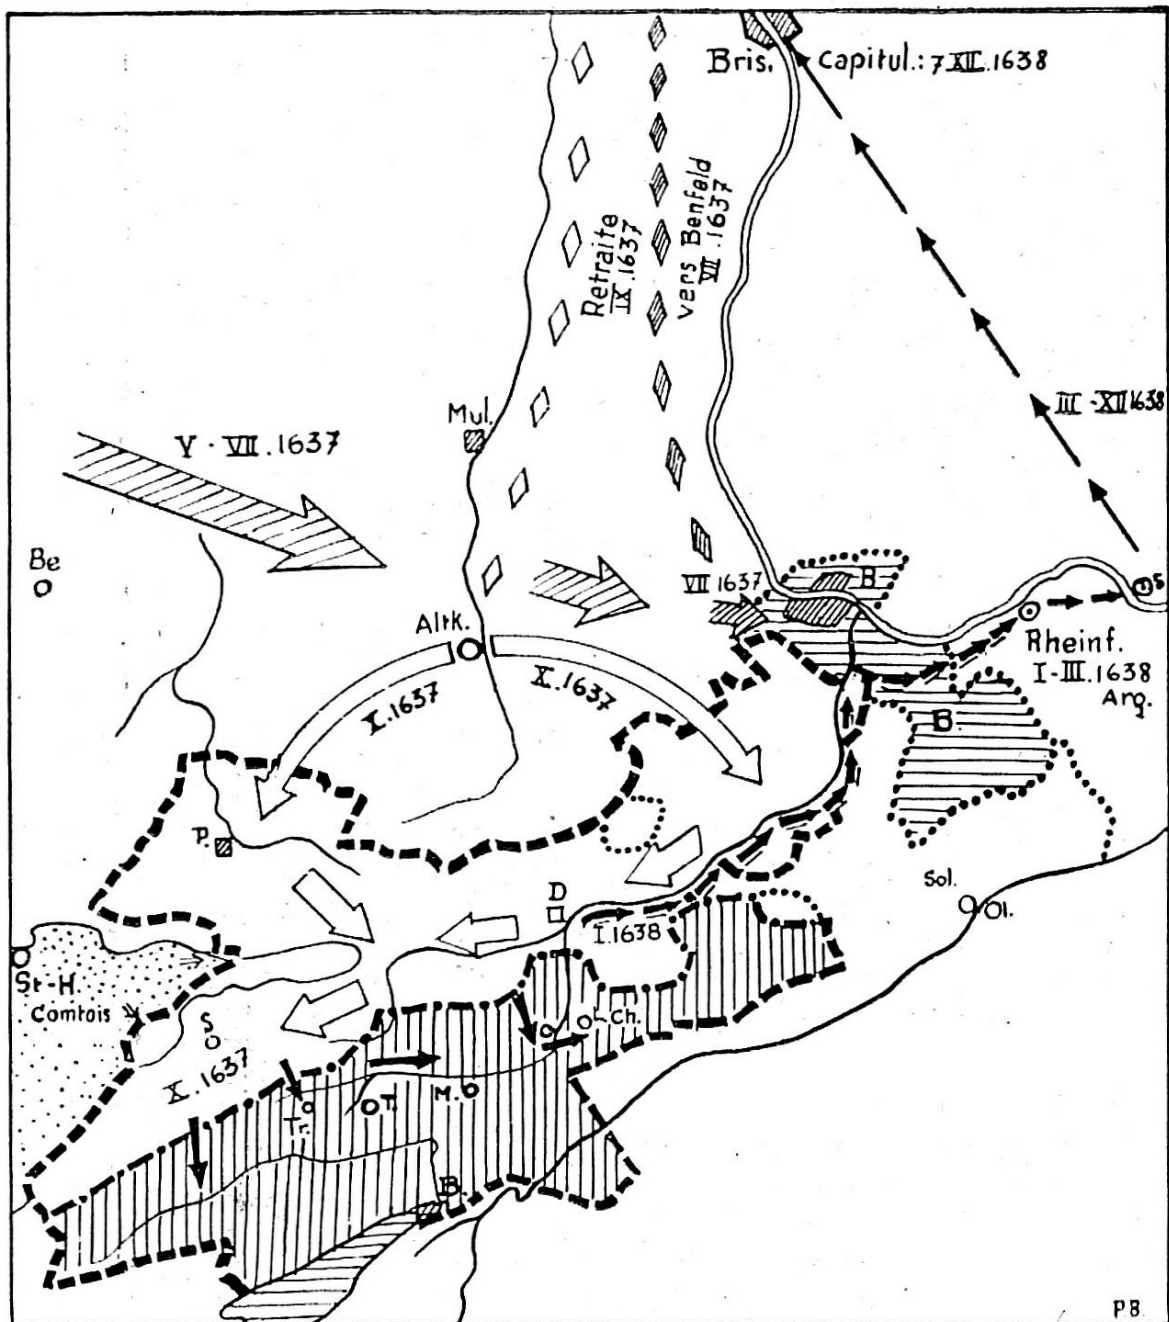 Bris.
Capitul.: 7 XII. 1638
Retraite
IX. 1637
vers Benfeld
VII. 1637
III - XII 1638
Mul.
V - VII. 1637
Be
VII 1637
B
S.
Altk.
Rheinf.
I - III. 1638
Arg.
X. 1637
X. 1637
B.
P.
D
Sol.
Ol.
I. 1638
St-H.
Comtois
S
Ch.
X. 1637
T.
M.
Tr.
B.
P B.